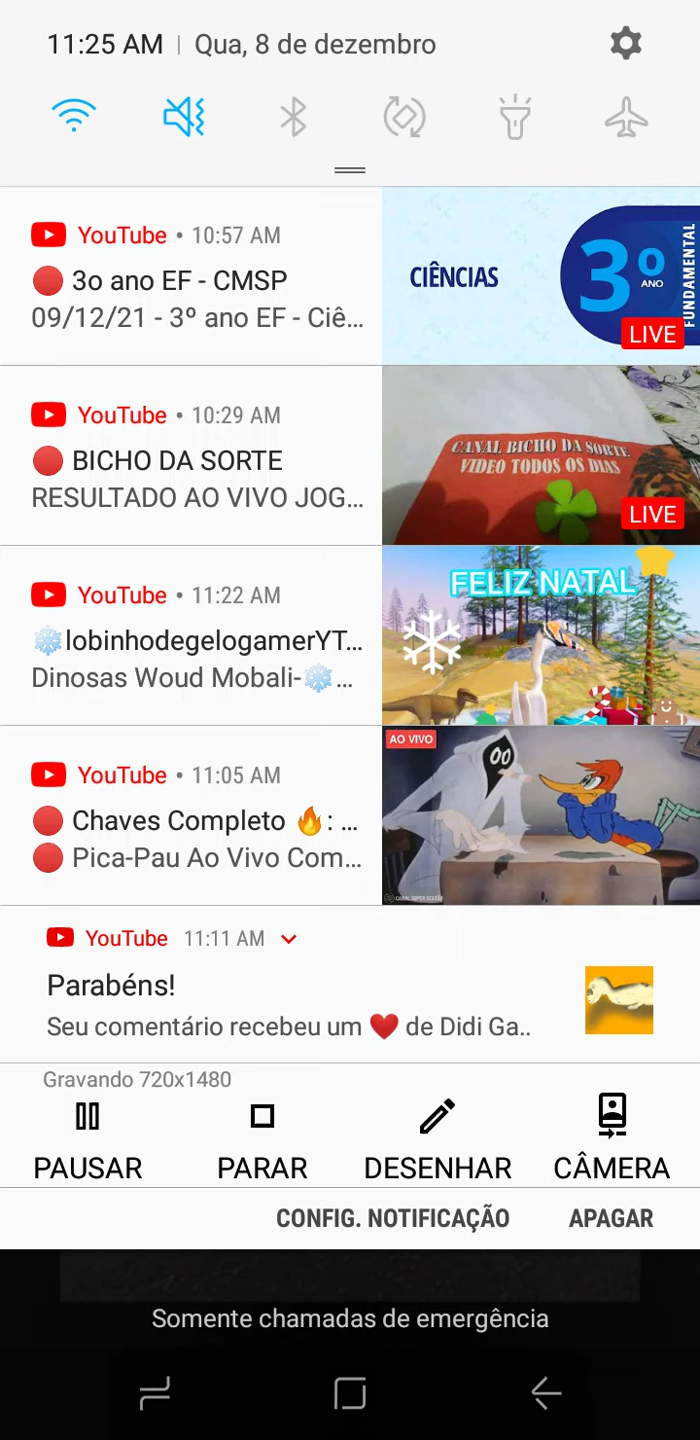 11:25 AM | Qua, 8 de dezembro
YouTube • 10:57 AM
3o ano EF - CMSP
09/12/21 - 3º ano EF - Ciê...
CIÊNCIAS
3º
ANO
FUNDAMENTAL
LIVE
YouTube • 10:29 AM
BICHO DA SORTE
RESULTADO AO VIVO JOG...
CANAL BICHO DA SORTE
VIDEO TODOS OS DIAS
LIVE
YouTube • 11:22 AM
❄️lobinhodegelogamerYT...
Dinosas Woud Mobali-❄️...
FELIZ NATAL
YouTube • 11:05 AM
🔴 Chaves Completo 🔥: ...
🔴 Pica-Pau Ao Vivo Com...
AO VIVO
YouTube 11:11 AM
Parabéns!
Seu comentário recebeu um ❤️ de Didi Ga..
Gravando 720x1480
PAUSAR PARAR DESENHAR CÂMERA
CONFIG. NOTIFICAÇÃO APAGAR
Somente chamadas de emergência